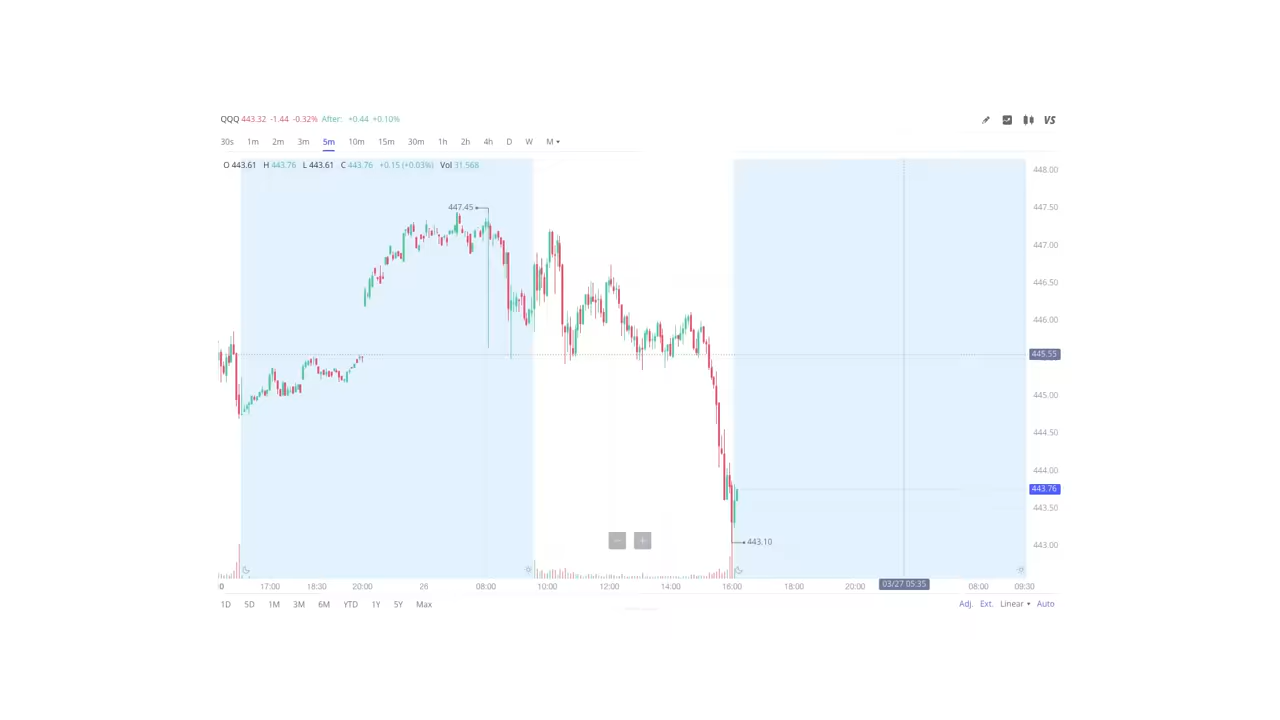 QQQ 443.32 -1.44 -0.32% After: +0.44 +0.10%
VS
30s 1m 2m 3m 5m 10m 15m 30m 1h 2h 4h D W M
O 443.61 H 443.76 L 443.61 C 443.76 +0.15 (+0.03%) Vol 31.568
448.00
447.45
447.50
447.00
446.50
446.00
445.55
445.00
444.50
444.00
443.76
443.50
443.10
443.00
0 17:00 18:30 20:00 26 08:00 10:00 12:00 14:00 16:00 18:00 20:00 03/27 05:35 08:00 09:30
1D 5D 1M 3M 6M YTD 1Y 5Y Max Adj. Ext. Linear Auto